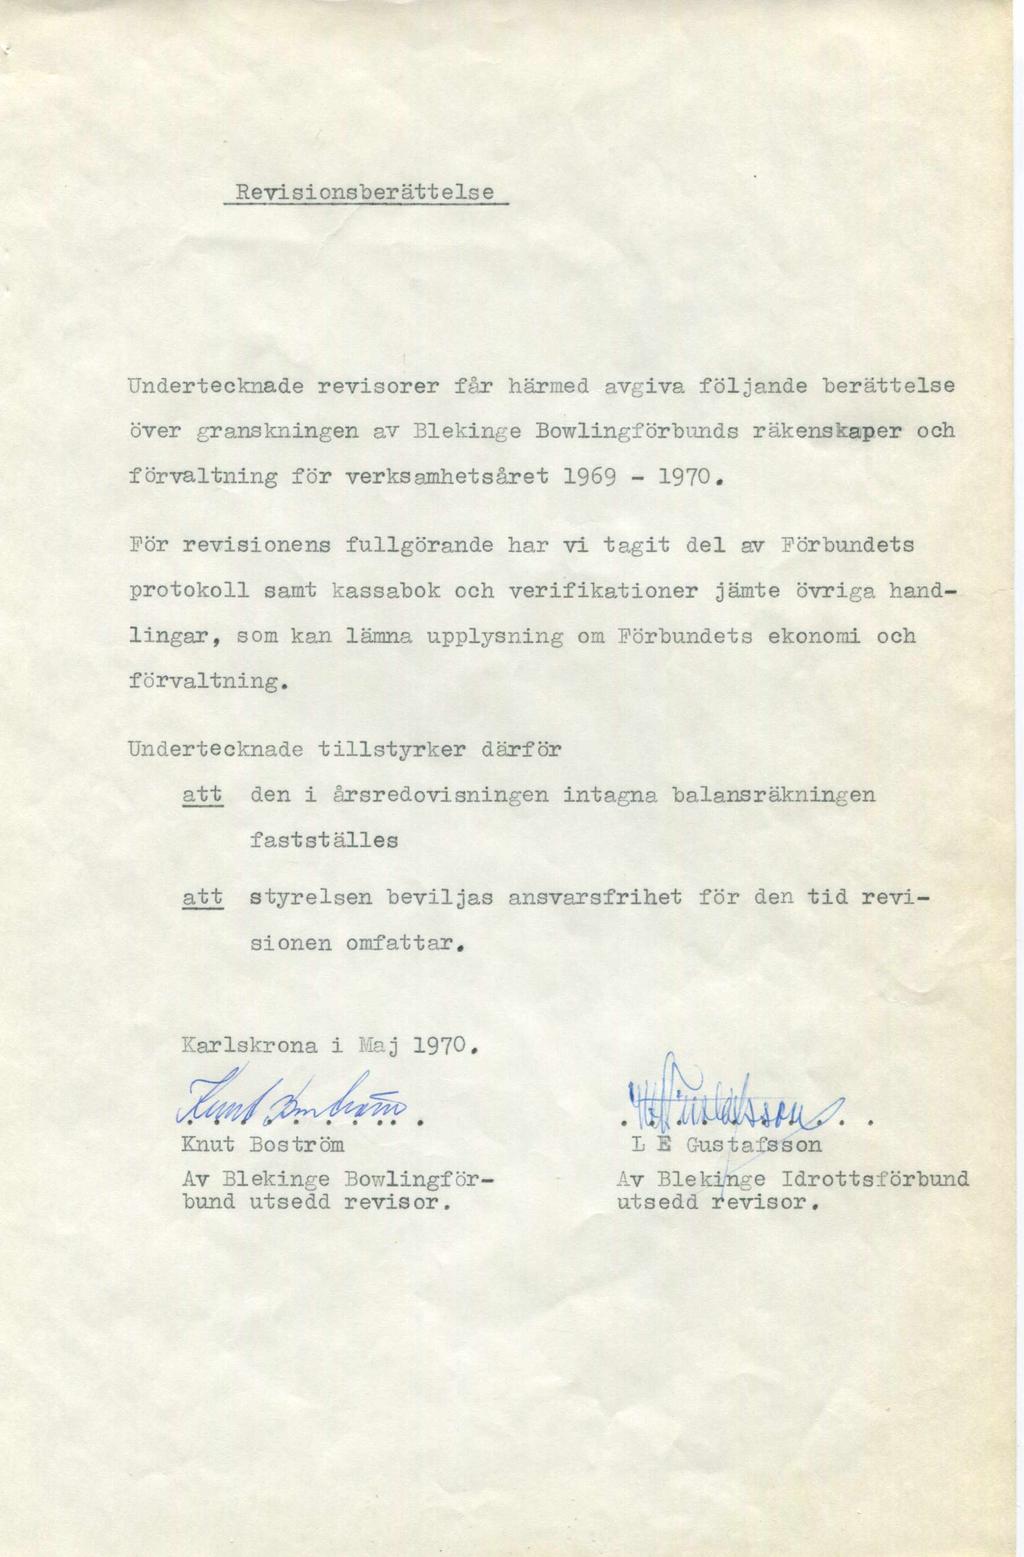 Revisionsberättelse
Undertecknade revisorer får härmed avgiva följande berättelse
över granskningen av Blekinge Bowlingförbunds räkenskaper och
förvaltning för verksamhetsåret 1969 - 1970.
För revisionens fullgörande har vi tagit del av Förbundets
protokoll samt kassabok och verifikationer jämte övriga hand-
lingar, som kan lämna upplysning om Förbundets ekonomi och
förvaltning.
Undertecknade tillstyrker därför
att den i årsredovisningen intagna balansräkningen
fastställes
att styrelsen beviljas ansvarsfrihet för den tid revi-
sionen omfattar.
Karlskrona i Maj 1970.
Knut Boström
Gustafsson
Knut Boström
L E Gustafsson
Av Blekinge Bowlingför-
bund utsedd revisor.
Av Blekinge Idrottsförbund
utsedd revisor.